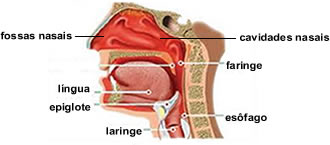 fossas nasais
cavidades nasais
faringe
língua
epiglote
esôfago
laringe